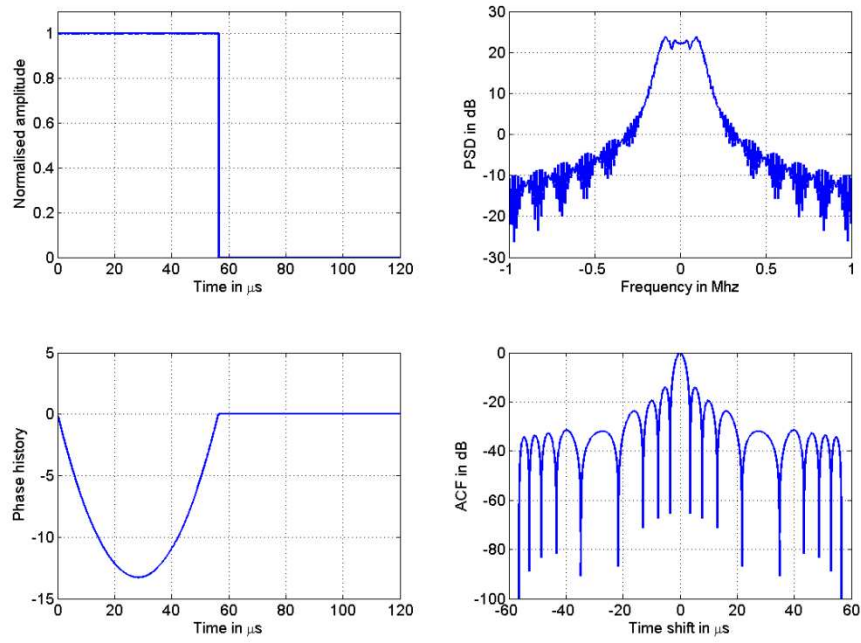 Normalised amplitude
1
0.8
0.6
0.4
0.2
0
0 20 40 60 80 100 120
Time in μs
PSD in dB
30
20
10
0
-10
-20
30
-1 -0.5 0 0.5 1
Frequency in Mhz
Phase history
5
0
-5
-10
-15
0 20 40 60 80 100 120
Time in μs
ACF in dB
0
-20
-40
-60
-80
-100
-60 -40 -20 0 20 40 60
Time shift in μs